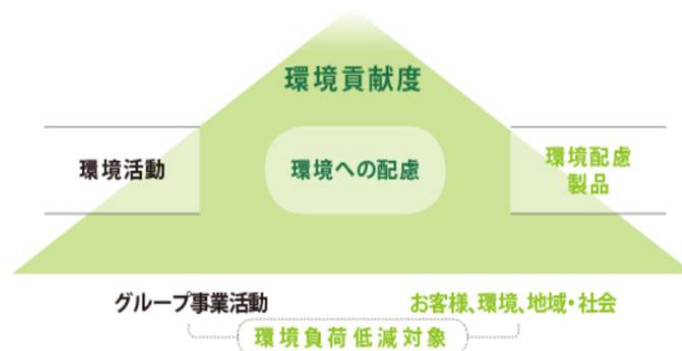 環境貢献度
環境活動
環境への配慮
環境配慮
製品
グループ事業活動
お客様、環境、地域・社会
環境負荷低減対象